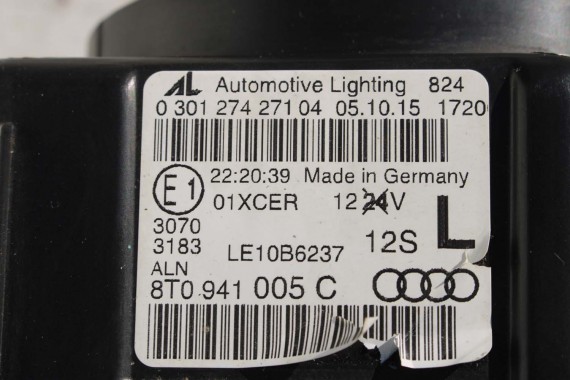 AL Automotive Lighting 824
0 301 274 271 04 05.10.15 1720
E1 22:20:39 Made in Germany
01XCER 12 24 V
3070
3183 LE10B6237 12S L
ALN
8T0 941 005 C